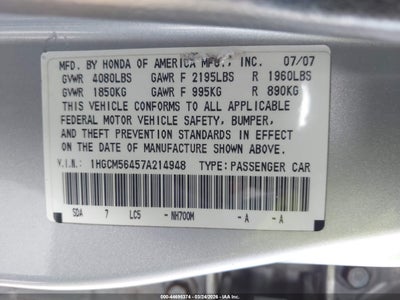 MFD. BY HONDA OF AMERICA MFG., INC. 07/07
GVWR 4080LBS GAWR F 2195LBS R 1960LBS
GVWR 1850KG GAWR F 995KG R 890KG
THIS VEHICLE CONFORMS TO ALL APPLICABLE
FEDERAL MOTOR VEHICLE SAFETY, BUMPER,
AND THEFT PREVENTION STANDARDS IN EFFECT
ON THE DATE OF MANUFACTURE SHOWN ABOVE.
V.I.N.: 1HGCM56457A214948 TYPE: PASSENGER CAR
SDA 7 LC5 - NH700M - A - A
000-44698374 - 03/24/2026 - IAA Inc.